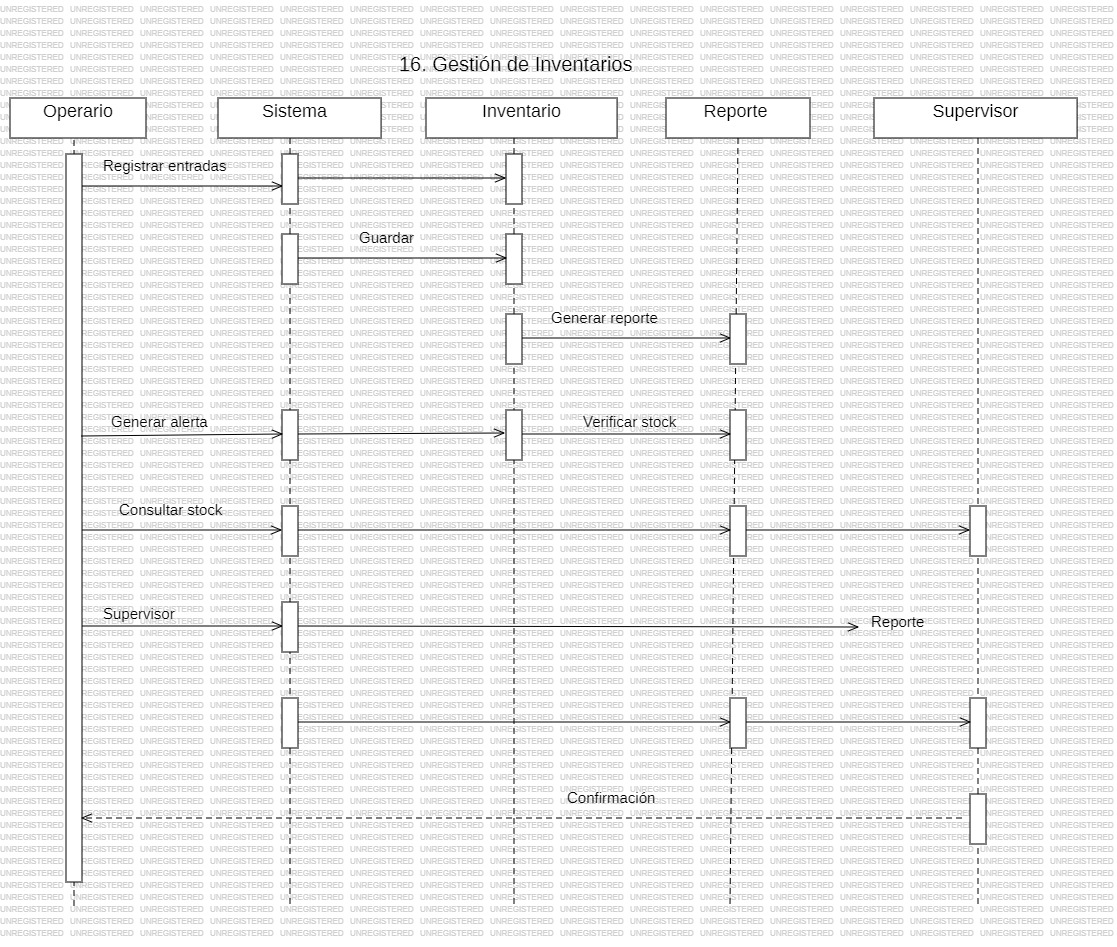 16. Gestión de Inventarios
Operario
Sistema
Inventario
Reporte
Supervisor
Registrar entradas
Guardar
Generar reporte
Generar alerta
Verificar stock
Consultar stock
Supervisor
Reporte
Confirmación
UNREGISTERED